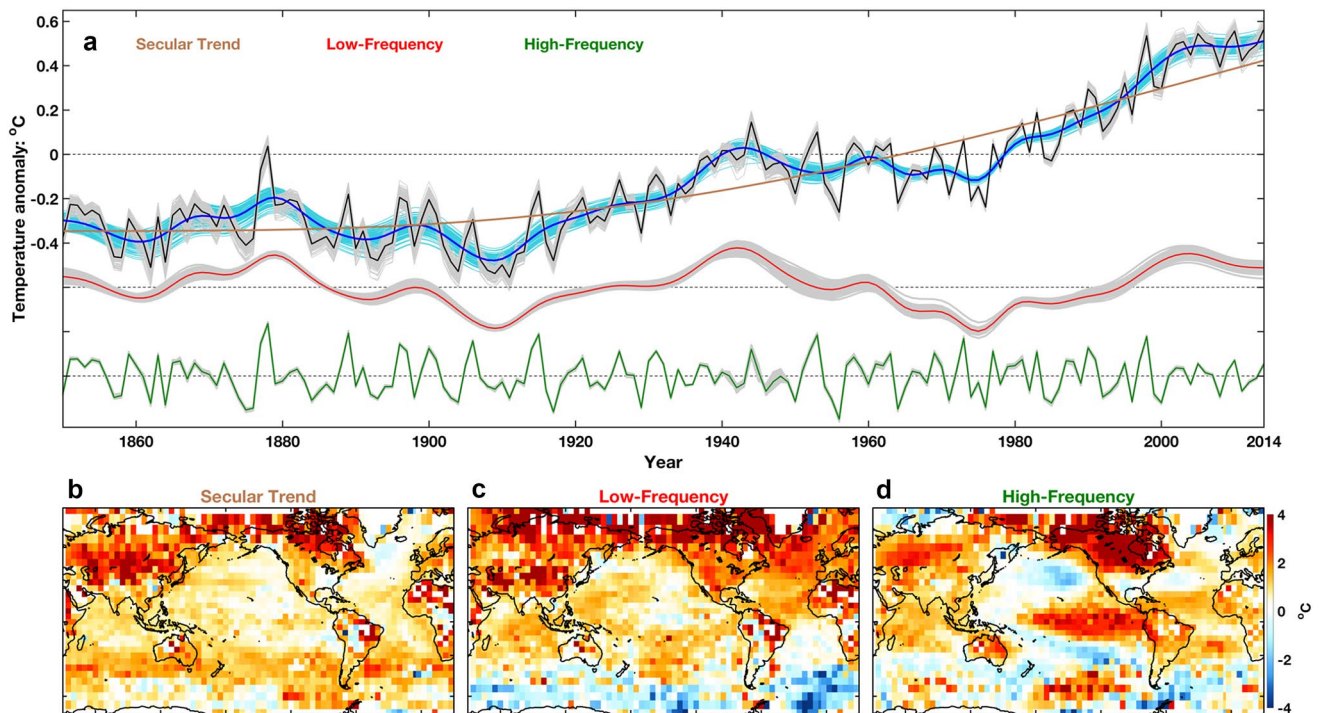 a Secular Trend Low-Frequency High-Frequency
Temperature anomaly: °C
0.6
0.4
0.2
0
-0.2
-0.4
1860 1880 1900 1920 1940 1960 1980 2000 2014
Year
b Secular Trend
c Low-Frequency
d High-Frequency
4
2
0
-2
-4
°C